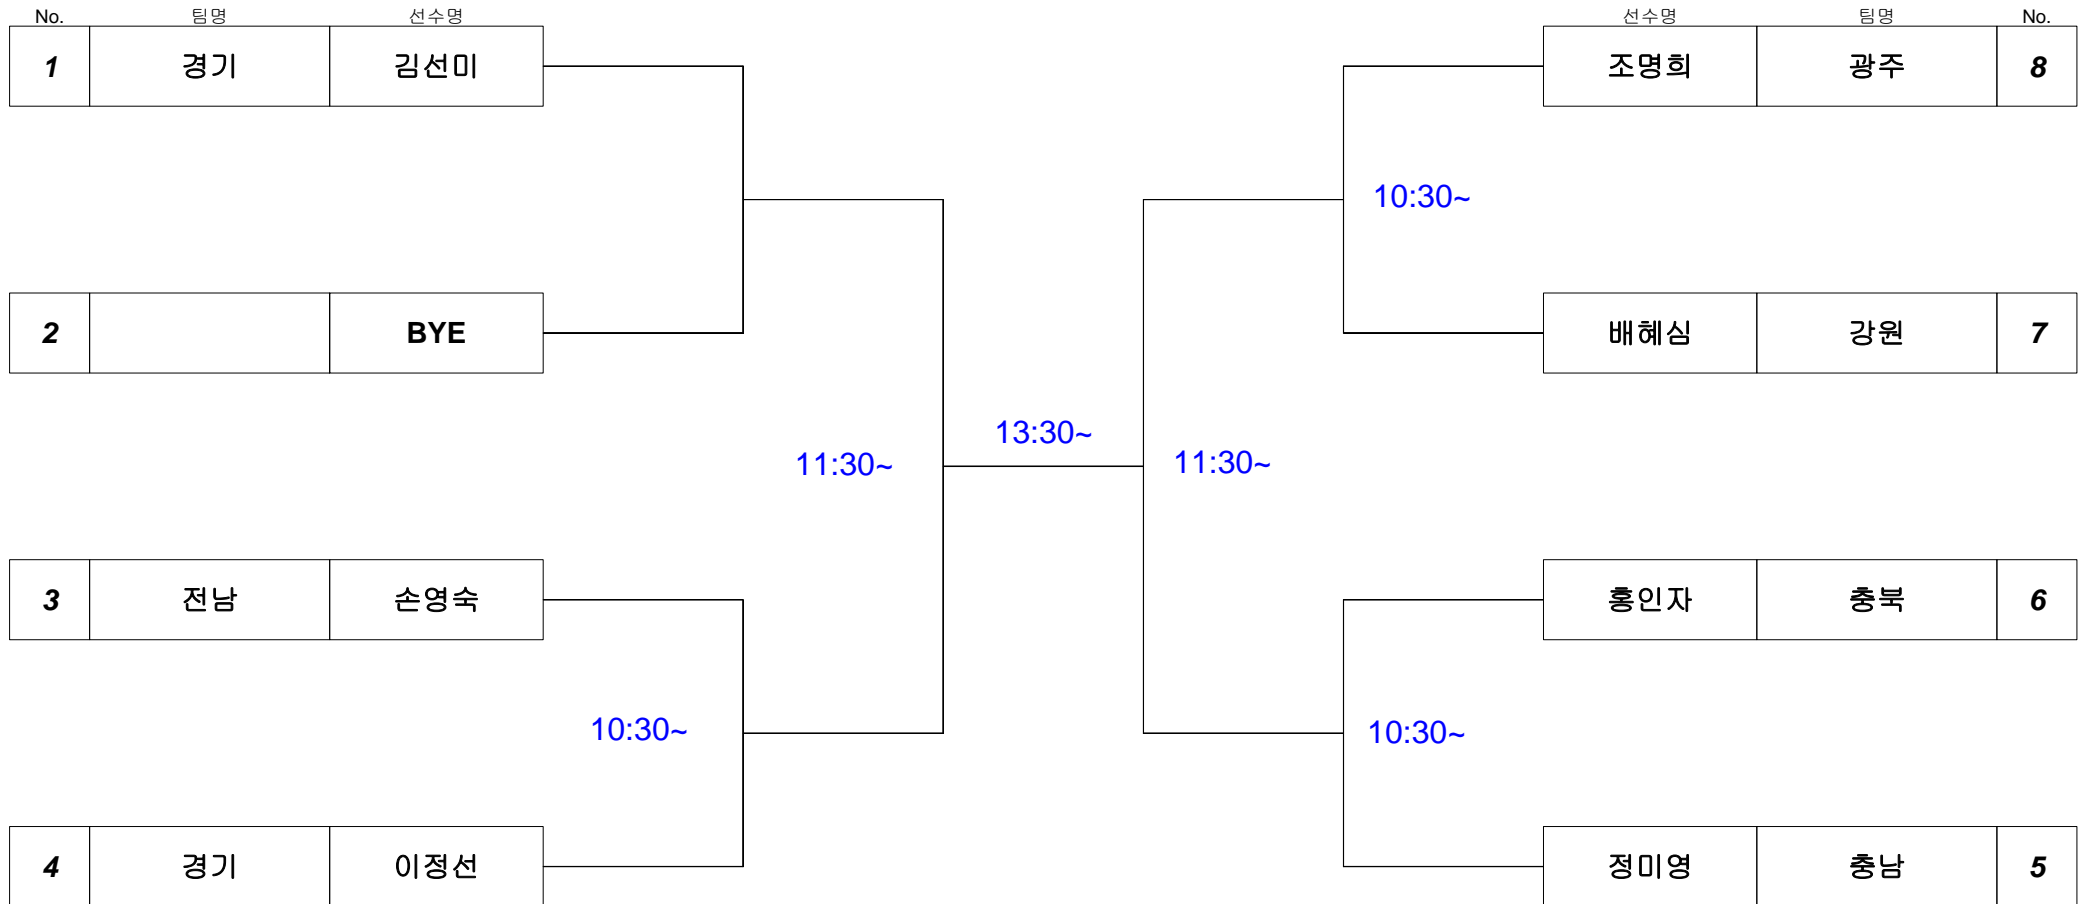 No. 팀명 선수명 선수명 팀명 No.
1 경기 김선미 조명희 광주 8
10:30~
2 BYE 배혜심 강원 7
13:30~
11:30~ 11:30~
3 전남 손영숙 홍인자 충북 6
10:30~ 10:30~
4 경기 이정선 정미영 충남 5